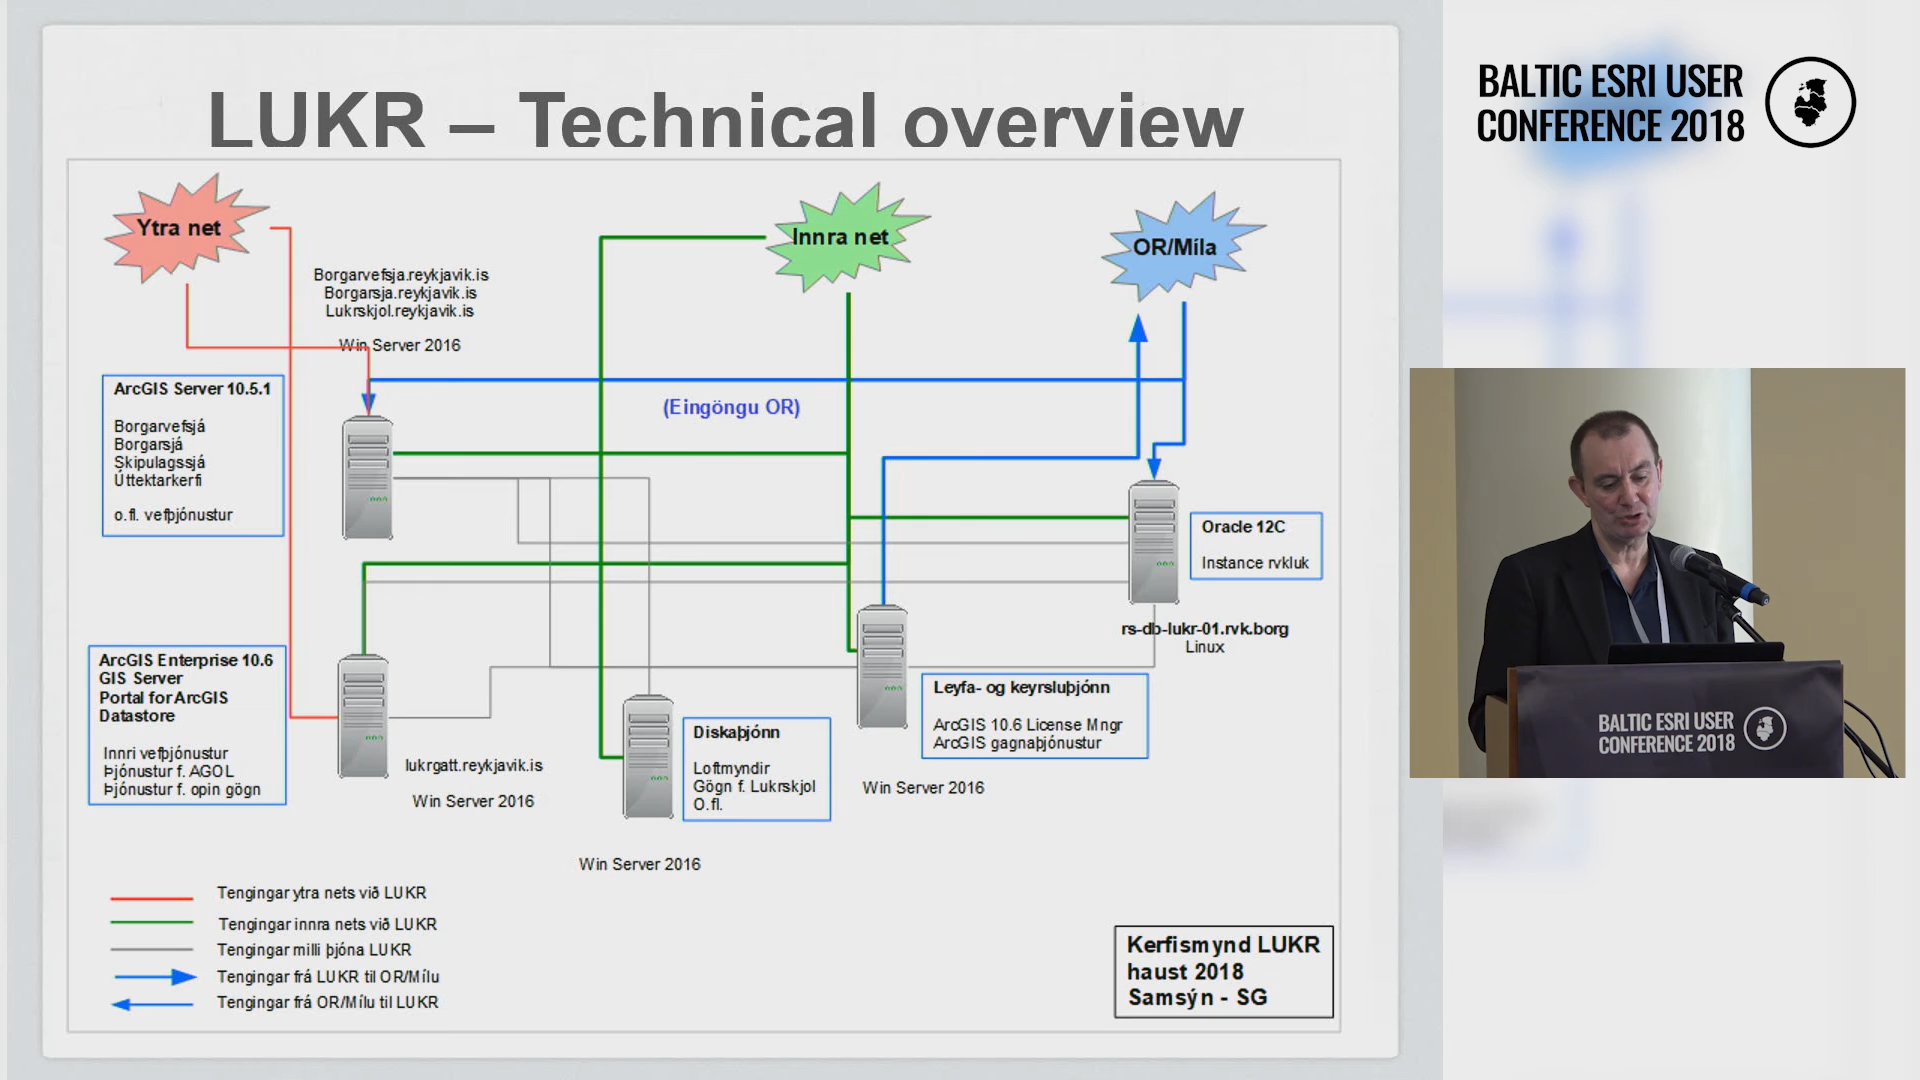 LUKR – Technical overview
BALTIC ESRI USER
CONFERENCE 2018
Ytra net
Innra net
OR/Míla
Borgarvefsja.reykjavik.is
Borgarsja.reykjavik.is
Lukrskjol.reykjavik.is
Win Server 2016
ArcGIS Server 10.5.1
Borgarvefsjá
Borgarsjá
Skipulagssjá
Úttektarkerfi
o.fl. vefþjónustur
(Eingöngu OR)
Oracle 12C
Instance rvkluk
rs-db-lukr-01.rvk.borg
Linux
ArcGIS Enterprise 10.6
GIS Server
Portal for ArcGIS
Datastore
Innri vefþjónustur
Þjónustur f. AGOL
Þjónustur f. opin gögn
lukrgatt.reykjavik.is
Win Server 2016
Diskaþjónn
Loftmyndir
Gögn f. Lukrskjol
O.fl.
Win Server 2016
Leyfa- og keyrsluþjónn
ArcGIS 10.6 License Mngr
ArcGIS gagnaþjónustur
Win Server 2016
Tengingar ytra nets við LUKR
Tengingar innra nets við LUKR
Tengingar milli þjóna LUKR
Tengingar frá LUKR til OR/Mílu
Tengingar frá OR/Mílu til LUKR
Kerfismynd LUKR
haust 2018
Samsýn - SG
BALTIC ESRI USER
CONFERENCE 2018